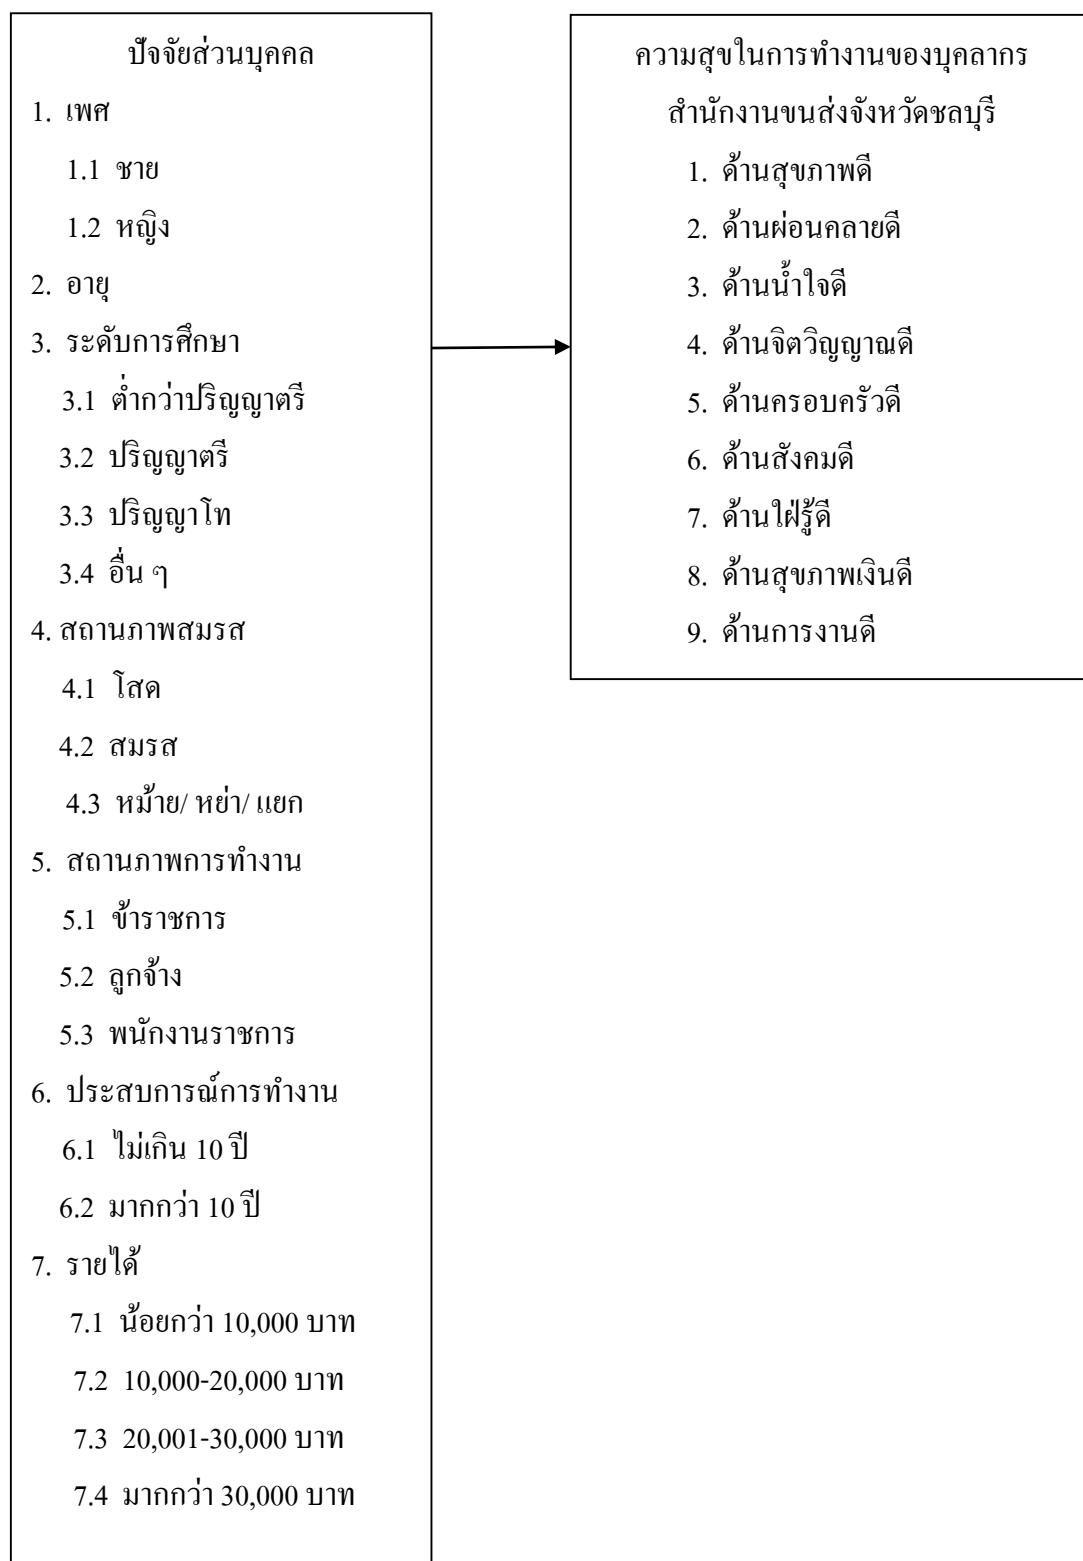 ปัจจัยส่วนบุคคล
1. เพศ
1.1 ชาย
1.2 หญิง
2. อายุ
3. ระดับการศึกษา
3.1 ต่ำกว่าปริญญาตรี
3.2 ปริญญาตรี
3.3 ปริญญาโท
3.4 อื่น ๆ
4. สถานภาพสมรส
4.1 โสด
4.2 สมรส
4.3 หม้าย/ หย่า/ แยก
5. สถานภาพการทำงาน
5.1 ข้าราชการ
5.2 ลูกจ้าง
5.3 พนักงานราชการ
6. ประสบการณ์การทำงาน
6.1 ไม่เกิน 10 ปี
6.2 มากกว่า 10 ปี
7. รายได้
7.1 น้อยกว่า 10,000 บาท
7.2 10,000-20,000 บาท
7.3 20,001-30,000 บาท
7.4 มากกว่า 30,000 บาท
ความสุขในการทำงานของบุคลากร
สำนักงานขนส่งจังหวัดชลบุรี
1. ด้านสุขภาพดี
2. ด้านผ่อนคลายดี
3. ด้านน้ำใจดี
4. ด้านจิตวิญญาณดี
5. ด้านครอบครัวดี
6. ด้านสังคมดี
7. ด้านใฝ่รู้ดี
8. ด้านสุขภาพเงินดี
9. ด้านการงานดี